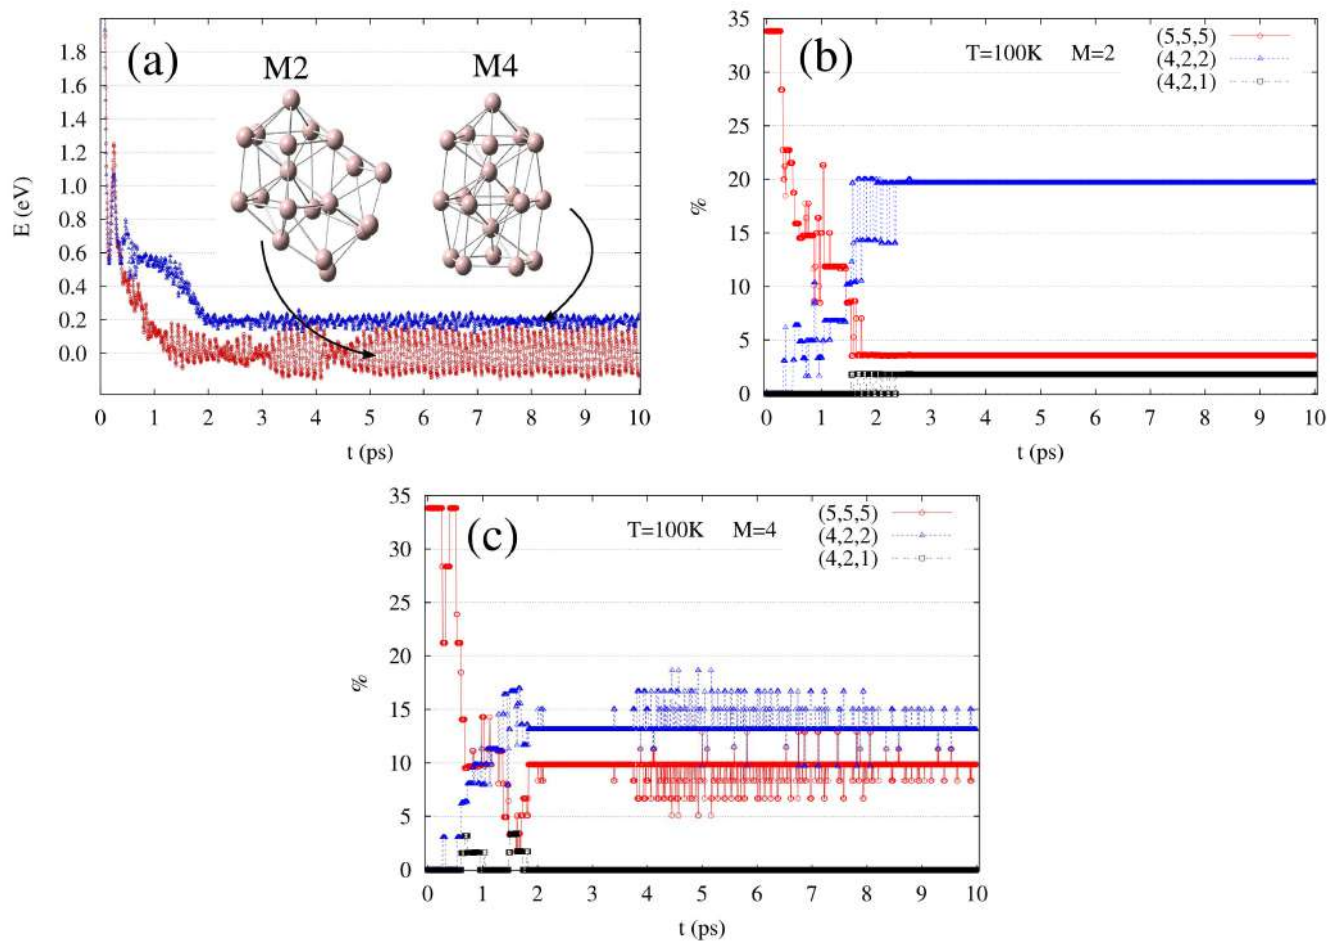 (a)
M2 M4
E (eV)
1.8
1.6
1.4
1.2
1.0
0.8
0.6
0.4
0.2
0.0
0 1 2 3 4 5 6 7 8 9 10
t (ps)
(b)
T=100K M=2
(5,5,5)
(4,2,2)
(4,2,1)
%
35
30
25
20
15
10
5
0
0 1 2 3 4 5 6 7 8 9 10
t (ps)
(c)
T=100K M=4
(5,5,5)
(4,2,2)
(4,2,1)
%
35
30
25
20
15
10
5
0
0 1 2 3 4 5 6 7 8 9 10
t (ps)